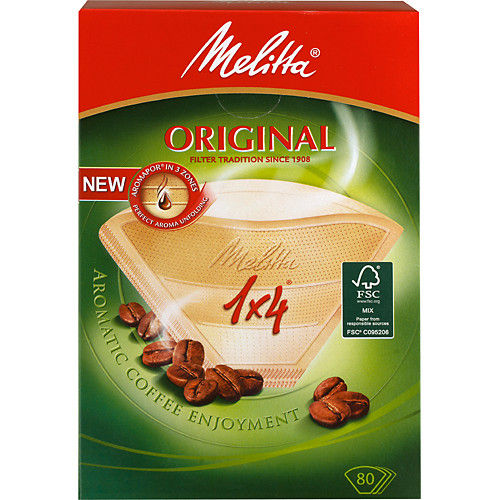 Melitta®
ORIGINAL
FILTER TRADITION SINCE 1908
NEW
AROMAPOR® IN 3 ZONES
PERFECT AROMA UNFOLDING
Melitta
1x4®
FSC
www.fsc.org
MIX
Paper from
responsible sources
FSC® C095206
AROMATIC COFFEE ENJOYMENT
80